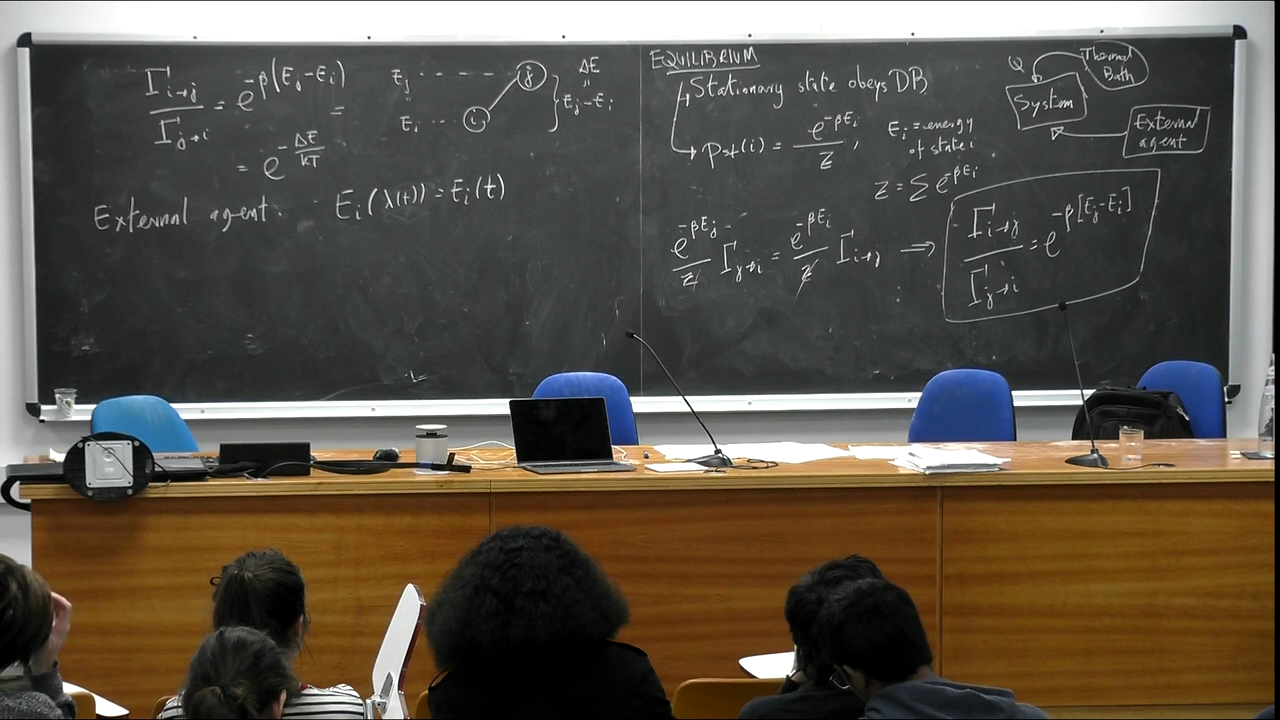 Γi→j / Γj→i = e^-β(Ej-Ei) =
= e^-ΔE/kT
Ej
Ei
j
i
ΔE
"
Ej-Ei
External agent: Ei(λ(t)) = Ei(t)
EQUILIBRIUM
Stationary state obeys DB
Pst(i) = e^-βEi / Z ,
Ei = energy
of state i
Z = Σ e^-βEi
e^-βEj / Z Γj→i = e^-βEi / Z Γi→j ⇒ Γi→j / Γj→i = e^-β[Ej-Ei]
Q
Thermal
Bath
System
External
agent